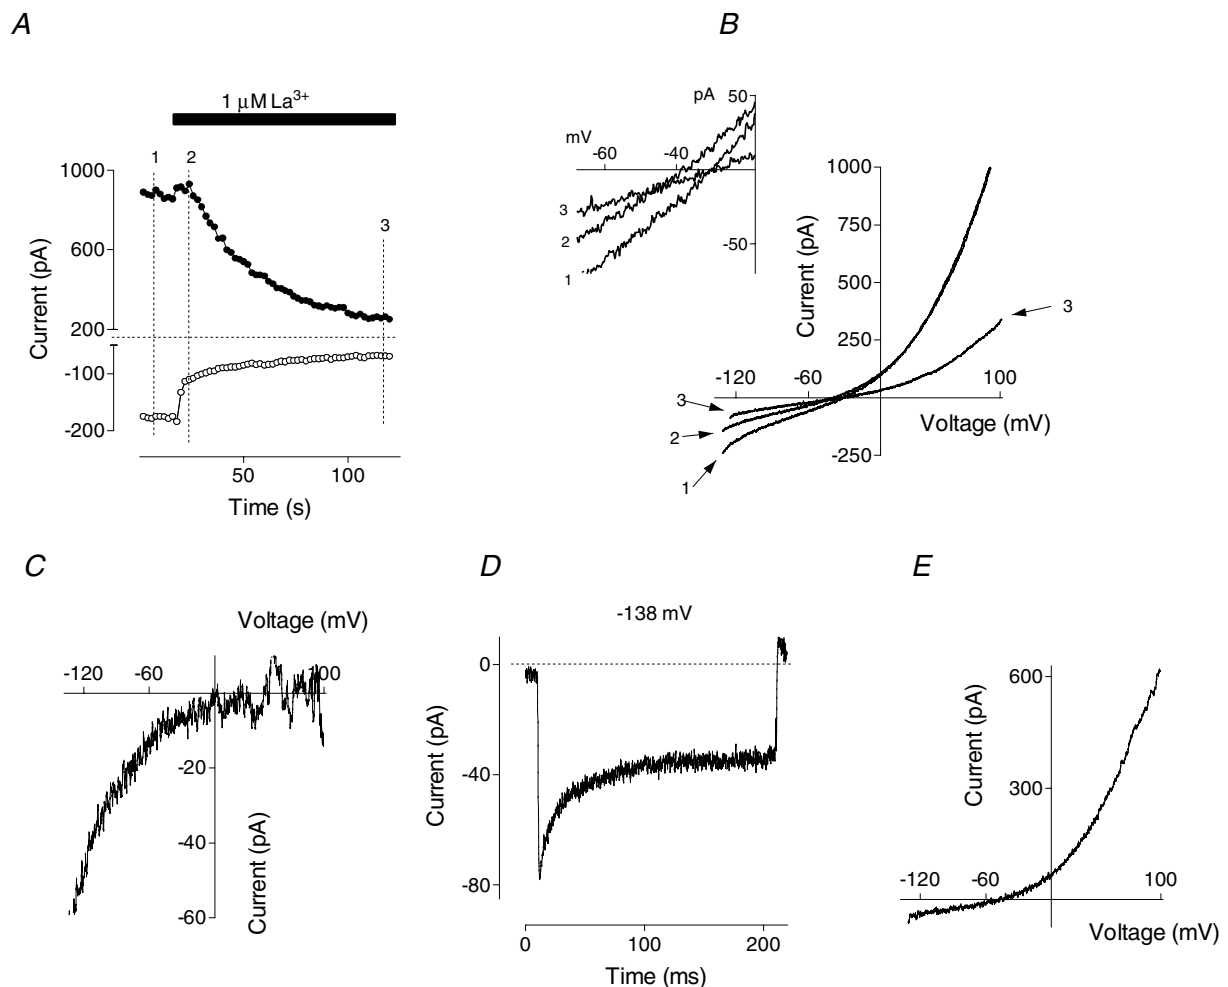 A
1 μM La³⁺
1
2
3
1000
600
200
-100
-200
Current (pA)
50
100
Time (s)
B
pA
50
mV
-60
-40
-50
3
2
1
1000
750
500
250
-250
Current (pA)
-120
-60
100
Voltage (mV)
3
3
2
1
C
Voltage (mV)
-120
-60
100
-20
-40
-60
Current (pA)
D
-138 mV
0
-40
-80
Current (pA)
0
100
200
Time (ms)
E
600
300
Current (pA)
-120
-60
100
Voltage (mV)